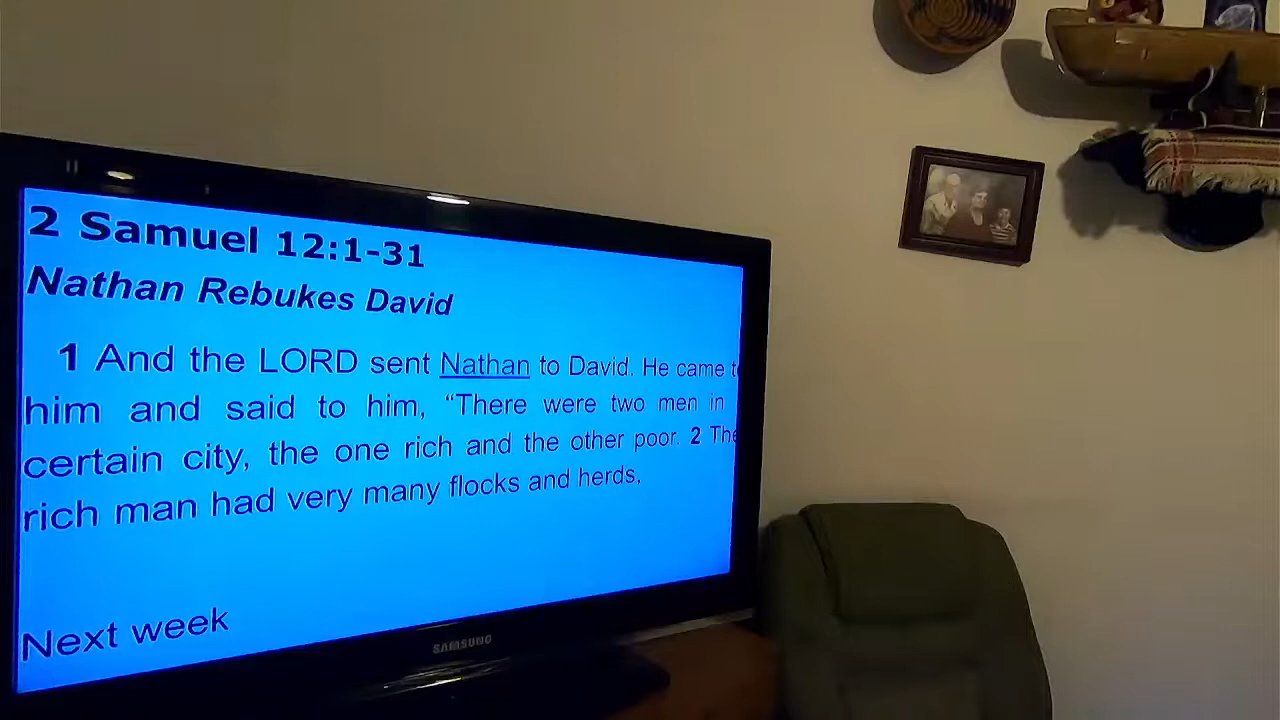 2 Samuel 12:1-31
Nathan Rebukes David
1 And the LORD sent Nathan to David. He came
him and said to him, “There were two men in
certain city, the one rich and the other poor. 2
rich man had very many flocks and herds,
Next week
SAMSUNG